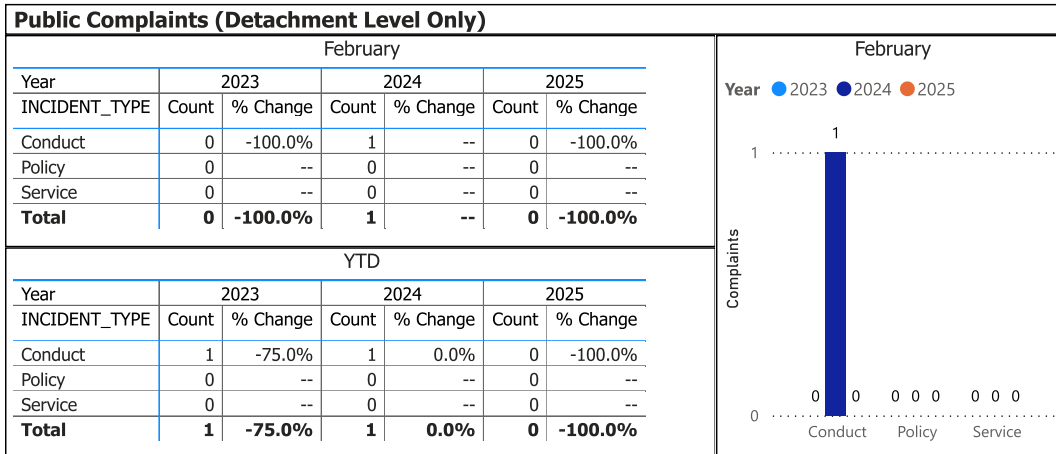 Public Complaints (Detachment Level Only)
February
Year 2023 2024 2025
INCIDENT_TYPE Count % Change Count % Change Count % Change
Conduct 0 -100.0% 1 -- 0 -100.0%
Policy 0 -- 0 -- 0 --
Service 0 -- 0 -- 0 --
Total 0 -100.0% 1 -- 0 -100.0%
YTD
Year 2023 2024 2025
INCIDENT_TYPE Count % Change Count % Change Count % Change
Conduct 1 -75.0% 1 0.0% 0 -100.0%
Policy 0 -- 0 -- 0 --
Service 0 -- 0 -- 0 --
Total 1 -75.0% 1 0.0% 0 -100.0%
February
Year 2023 2024 2025
1
1
Complaints
0 0 0 0 0 0 0 0
0
Conduct Policy Service